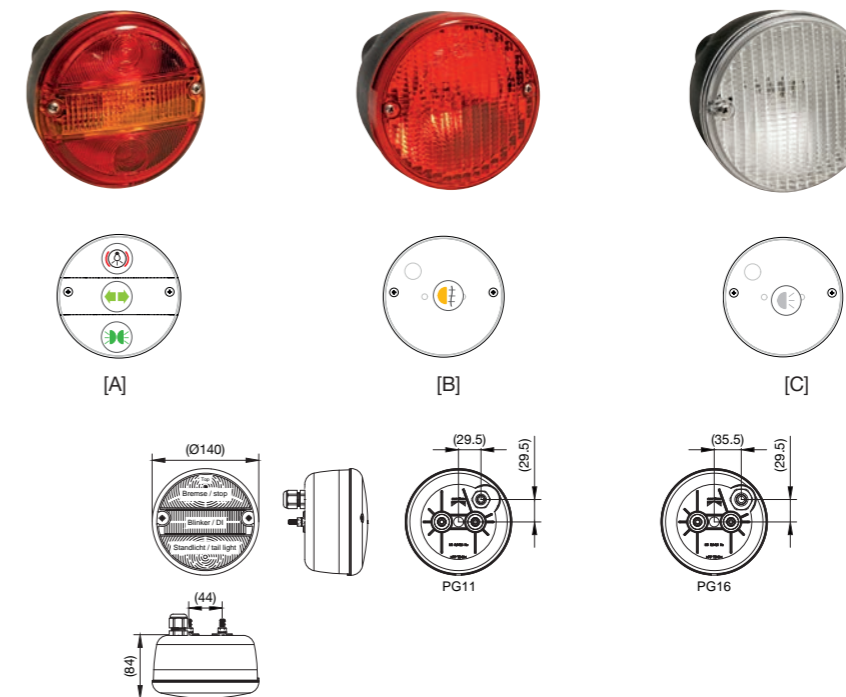 [A]
[B]
[C]
(Ø140)
Top
Bremse / stop
Blinker / DI
Standlicht / tail light
(29.5)
(29.5)
PG11
(35.5)
(29.5)
PG16
(44)
(84)